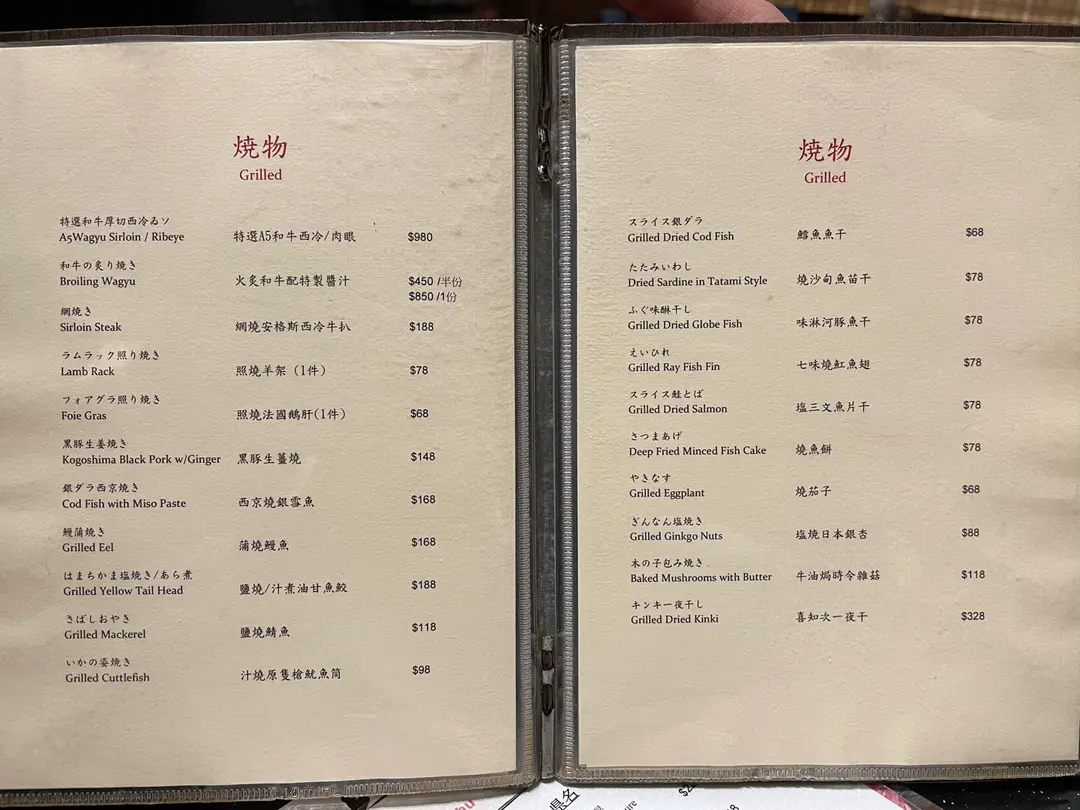 焼物
Grilled
特選和牛厚切西冷ゐソ
A5Wagyu Sirloin / Ribeye 特選A5和牛西冷/肉眼 $980
和牛の炙り焼き
Broiling Wagyu 火炙和牛配特製醬汁 $450 /半份
$850 /1份
網焼き
Sirloin Steak 網燒安格斯西冷牛扒 $188
ラムラック照り焼き
Lamb Rack 照燒羊架 (1件) $78
フォアグラ照り焼き
Foie Gras 照燒法國鵝肝(1件) $68
黒豚生姜焼き
Kogoshima Black Pork w/Ginger 黑豚生薑燒 $148
銀ダラ西京焼き
Cod Fish with Miso Paste 西京燒銀雪魚 $168
鰻蒲焼き
Grilled Eel 蒲燒鰻魚 $168
はまちかま塩焼き/あら煮
Grilled Yellow Tail Head 鹽燒/汁煮油甘魚鮫 $188
さばしおやき
Grilled Mackerel 鹽燒鯖魚 $118
いかの姿焼き
Grilled Cuttlefish 汁燒原隻槍魷魚筒 $98
焼物
Grilled
スライス銀ダラ
Grilled Dried Cod Fish 鱈魚魚干 $68
たたみいわし
Dried Sardine in Tatami Style 燒沙甸魚苗干 $78
ふぐ味醂干し
Grilled Dried Globe Fish 味淋河豚魚干 $78
えいひれ
Grilled Ray Fish Fin 七味燒魟魚翅 $78
スライス鮭とば
Grilled Dried Salmon 塩三文魚片干 $78
さつまあげ
Deep Fried Minced Fish Cake 燒魚餅 $78
やきなす
Grilled Eggplant 燒茄子 $68
ぎんなん塩焼き
Grilled Ginkgo Nuts 塩燒日本銀杏 $88
木の子包み焼き
Baked Mushrooms with Butter 牛油焗時令雜菇 $118
キンキ一夜干し
Grilled Dried Kinki 喜知次一夜干 $328